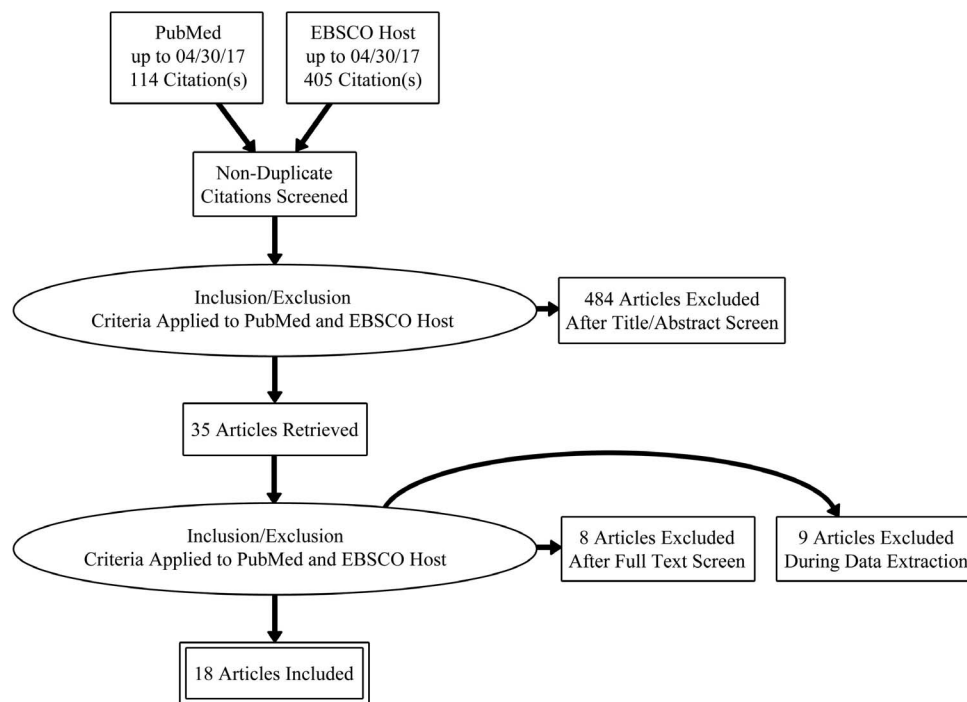 PubMed
up to 04/30/17
114 Citation(s)
EBSCO Host
up to 04/30/17
405 Citation(s)
Non-Duplicate
Citations Screened
Inclusion/Exclusion
Criteria Applied to PubMed and EBSCO Host
484 Articles Excluded
After Title/Abstract Screen
35 Articles Retrieved
Inclusion/Exclusion
Criteria Applied to PubMed and EBSCO Host
8 Articles Excluded
After Full Text Screen
9 Articles Excluded
During Data Extraction
18 Articles Included